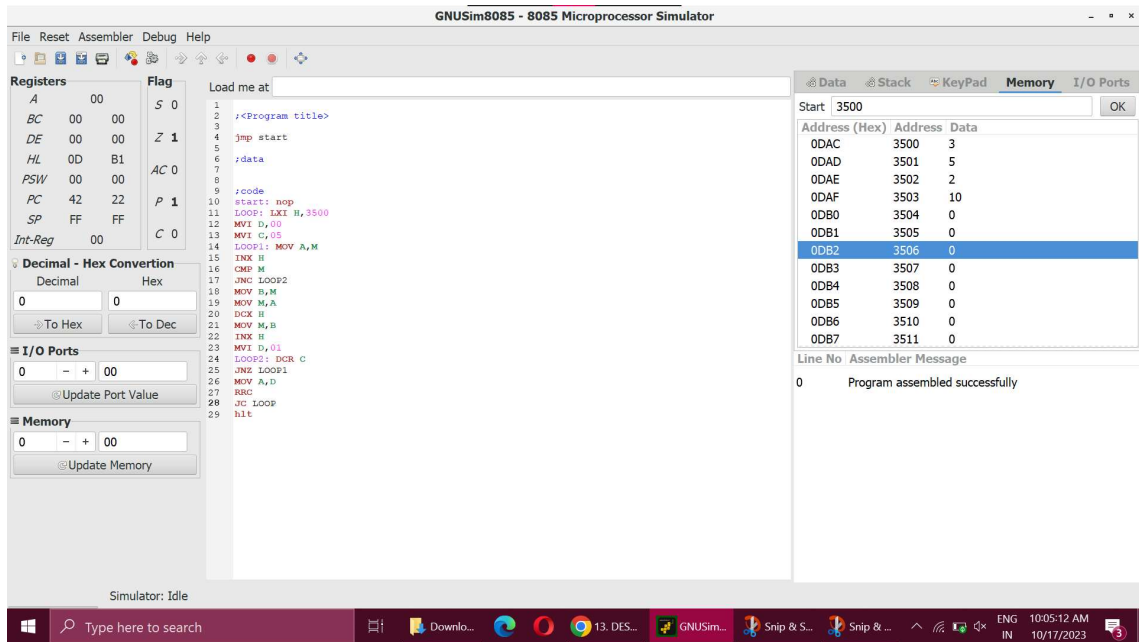 GNUSim8085 - 8085 Microprocessor Simulator
File Reset Assembler Debug Help
Registers
A 00
BC 00 00
DE 00 00
HL 0D B1
PSW 00 00
PC 42 22
SP FF FF
Int-Reg 00
Flag
S 0
Z 1
AC 0
P 1
C 0
Decimal - Hex Convertion
Decimal Hex
0 0
To Hex To Dec
I/O Ports
0 - + 00
Update Port Value
Memory
0 - + 00
Update Memory
Load me at
1
2 ;<Program title>
3
4 jmp start
5
6 ;data
7
8
9 ;code
10 start: nop
11 LOOP: LXI H,3500
12 MVI D,00
13 MVI C,05
14 LOOP1: MOV A,M
15 INX H
16 CMP M
17 JNC LOOP2
18 MOV B,M
19 MOV M,A
20 DCX H
21 MOV M,B
22 INX H
23 MVI D,01
24 LOOP2: DCR C
25 JNZ LOOP1
26 MOV A,D
27 RRC
28 JC LOOP
29 hlt
Data Stack KeyPad Memory I/O Ports
Start 3500 OK
Address (Hex) Address Data
0DAC 3500 3
0DAD 3501 5
0DAE 3502 2
0DAF 3503 10
0DB0 3504 0
0DB1 3505 0
0DB2 3506 0
0DB3 3507 0
0DB4 3508 0
0DB5 3509 0
0DB6 3510 0
0DB7 3511 0
Line No Assembler Message
0 Program assembled successfully
Simulator: Idle
Type here to search
Downlo...
13. DES...
GNUSim...
Snip & S...
Snip & ...
ENG
IN
10:05:12 AM
10/17/2023
3